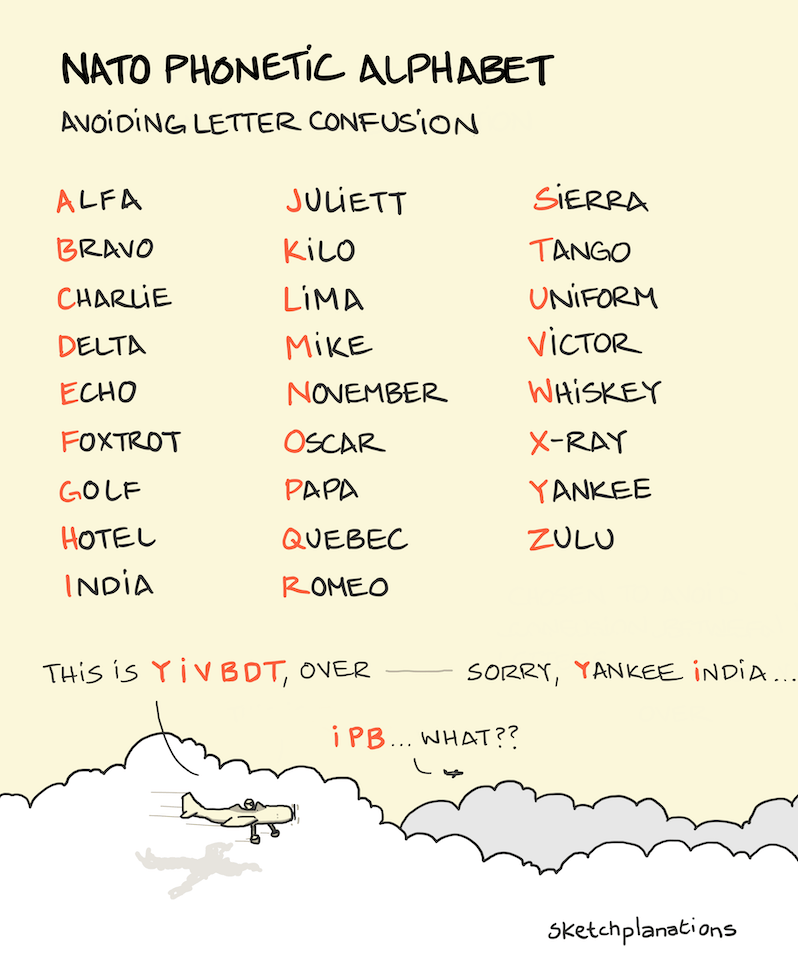 NATO PHONETIC ALPHABET
AVOIDING LETTER CONFUSION
ALFA
BRAVO
CHARLIE
DELTA
ECHO
FOXTROT
GOLF
HOTEL
INDIA
JULIETT
KILO
LIMA
MIKE
NOVEMBER
OSCAR
PAPA
QUEBEC
ROMEO
SIERRA
TANGO
UNIFORM
VICTOR
WHISKEY
X-RAY
YANKEE
ZULU
THIS IS YIVBDT, OVER —— SORRY, YANKEE INDIA...
IPB... WHAT??
sketchplanations